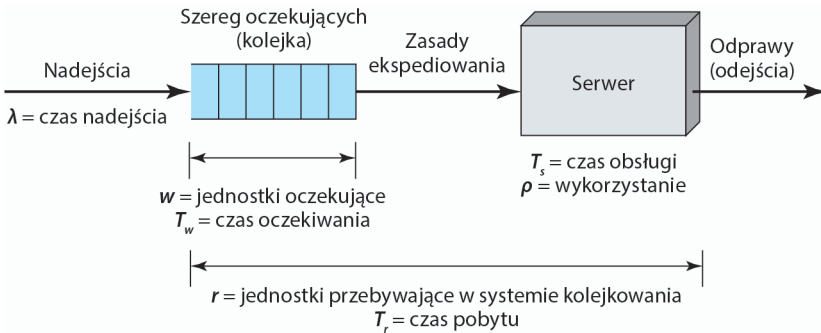 Szereg oczekujących
(kolejka)
Nadejścia
λ = czas nadejścia
Zasady
ekspediowania
Serwer
Odprawy
(odejścia)
w = jednostki oczekujące
T_w = czas oczekiwania
T_s = czas obsługi
ρ = wykorzystanie
r = jednostki przebywające w systemie kolejkowania
T_r = czas pobytu